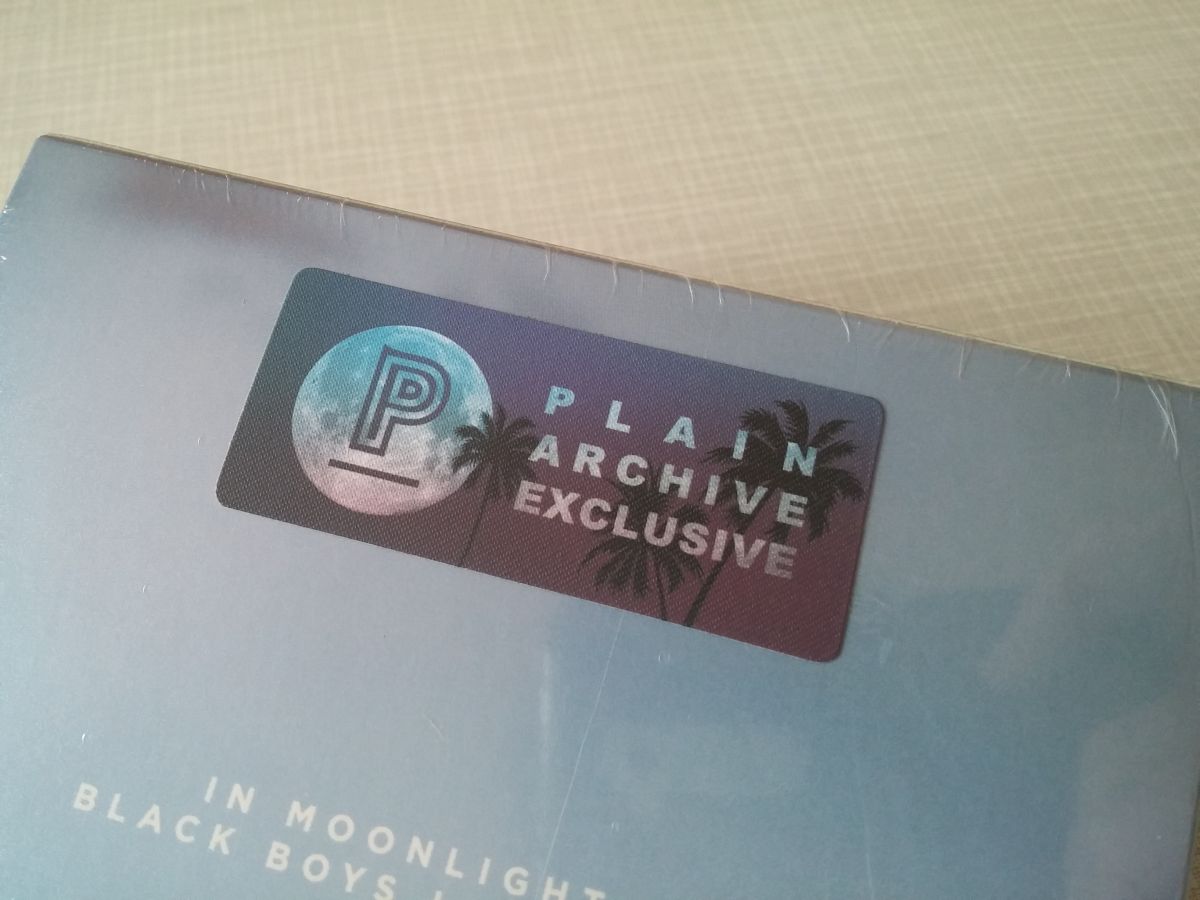 P
PLAIN
ARCHIVE
EXCLUSIVE
IN MOONLIGHT
BLACK BOYS